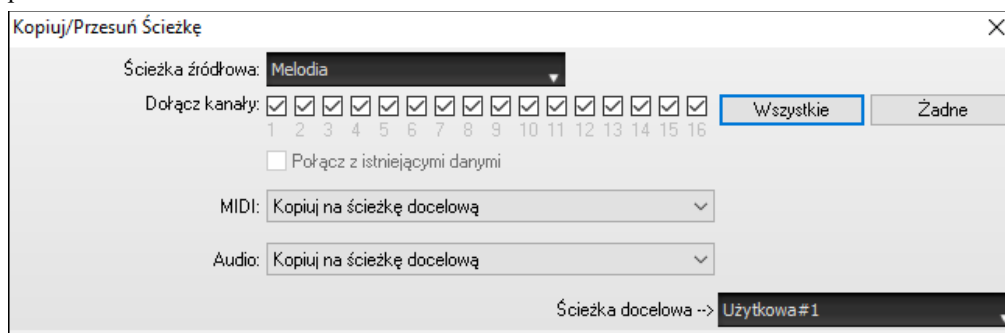 Kopiuj/Przesuń Ścieżkę
Ścieżka źródłowa: Melodia
Dołącz kanały: Wszystkie Żadne
1 2 3 4 5 6 7 8 9 10 11 12 13 14 15 16
Połącz z istniejącymi danymi
MIDI: Kopiuj na ścieżkę docelową
Audio: Kopiuj na ścieżkę docelową
Ścieżka docelowa --> Użytkowa#1